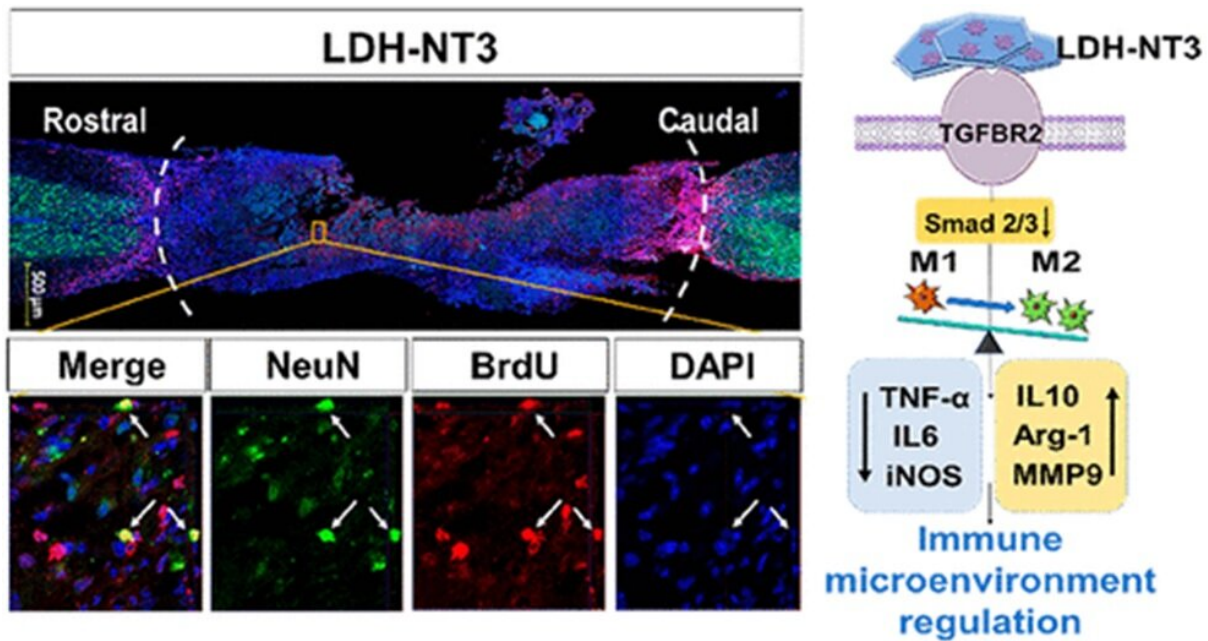 LDH-NT3
Rostral
Caudal
500 µm
Merge
NeuN
BrdU
DAPI
LDH-NT3
TGFBR2
Smad 2/3↓
M1
M2
TNF-α
IL6
iNOS
IL10
Arg-1
MMP9
Immune
microenvironment
regulation